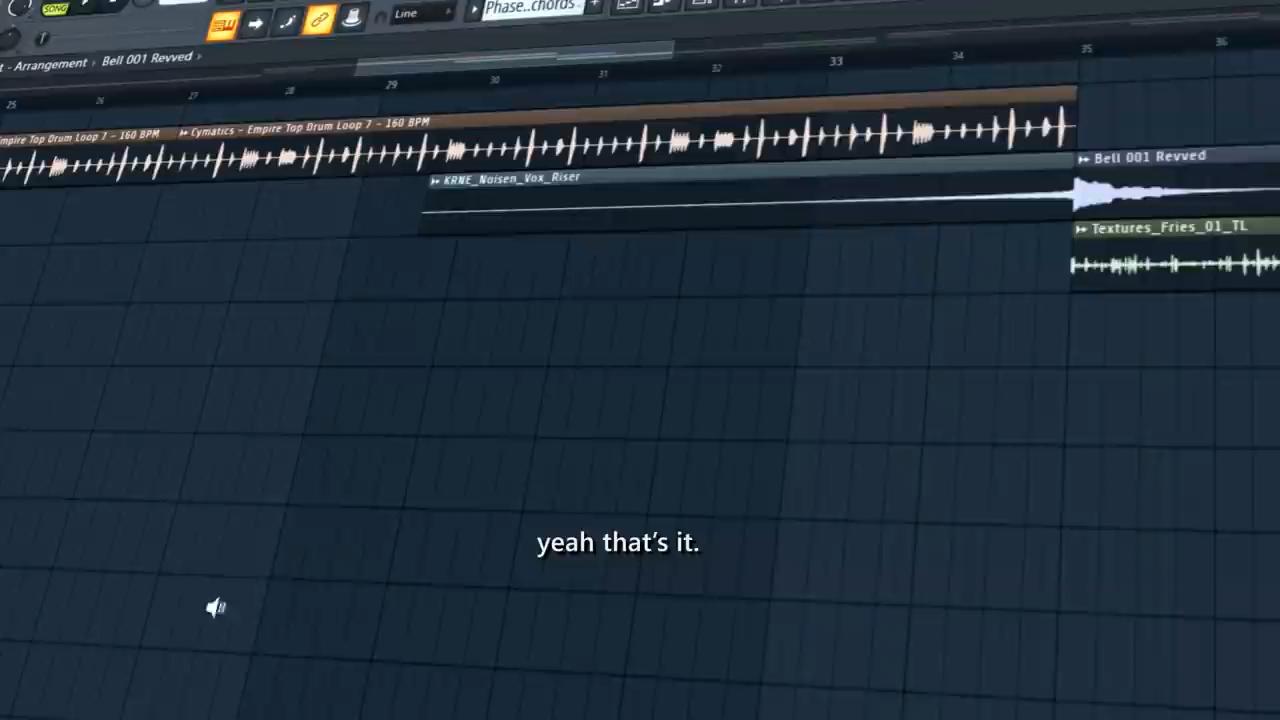 SONG
Line
Phase..chords
t - Arrangement › Bell 001 Revved ›
25 26 27 28 29 30 31 32 33 34 35 36
mpire Top Drum Loop 7 - 160 BPM
Cymatics - Empire Top Drum Loop 7 - 160 BPM
Bell 001 Revved
KRNE_Noisen_Vox_Riser
Textures_Fries_01_TL
yeah that's it.